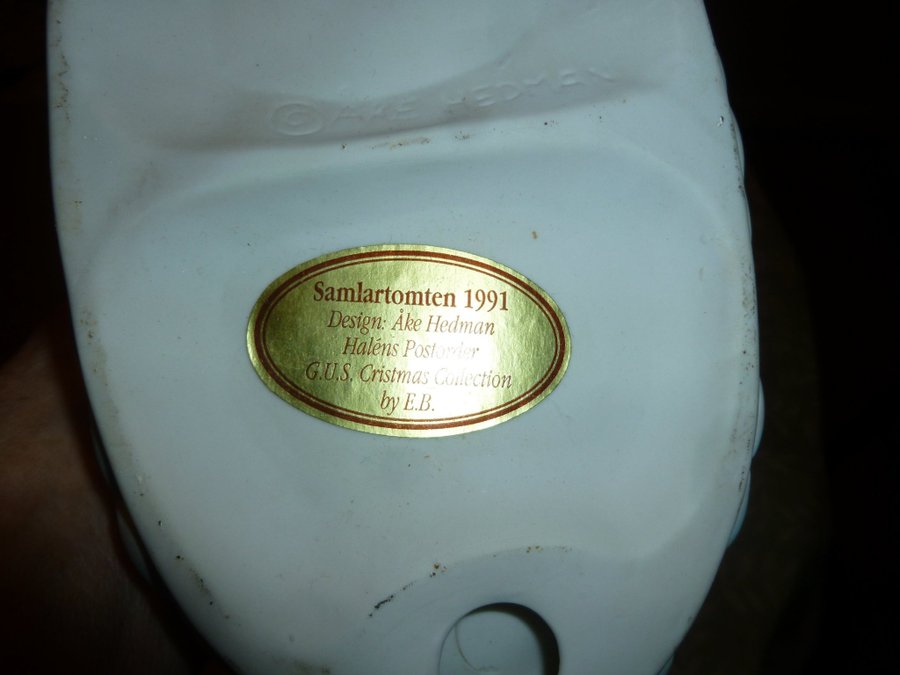 © ÅKE HEDMAN
Samlartomten 1991
Design: Åke Hedman
Haléns Postorder
G.U.S. Cristmas Collection
by E.B.